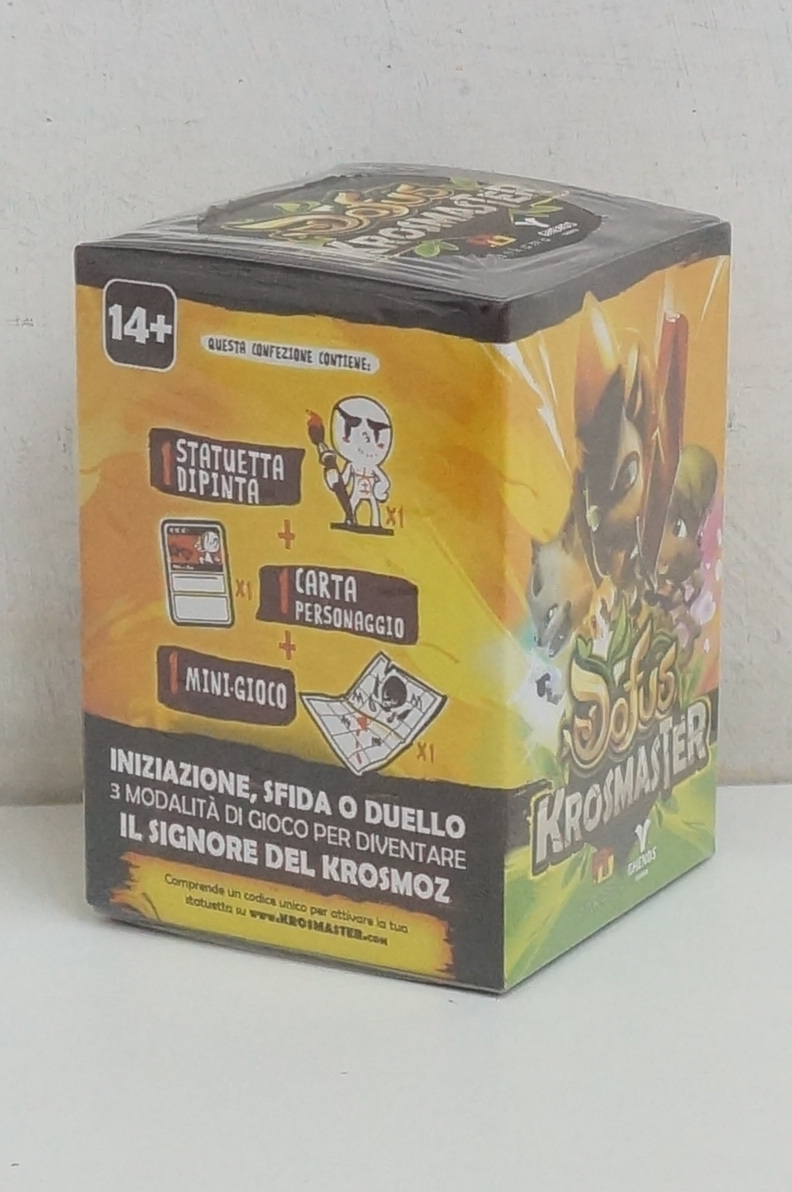 Dofus
KROSMASTER
14+
QUESTA CONFEZIONE CONTIENE:
1 STATUETTA
DIPINTA
X1
+
X1
1 CARTA
PERSONAGGIO
+
1 MINI-GIOCO
X1
INIZIAZIONE, SFIDA O DUELLO
3 MODALITÀ DI GIOCO PER DIVENTARE
IL SIGNORE DEL KROSMOZ
Comprende un codice unico per attivare la tua
statuetta su www.KROSMASTER.com
Dofus
KROSMASTER
GHENOS